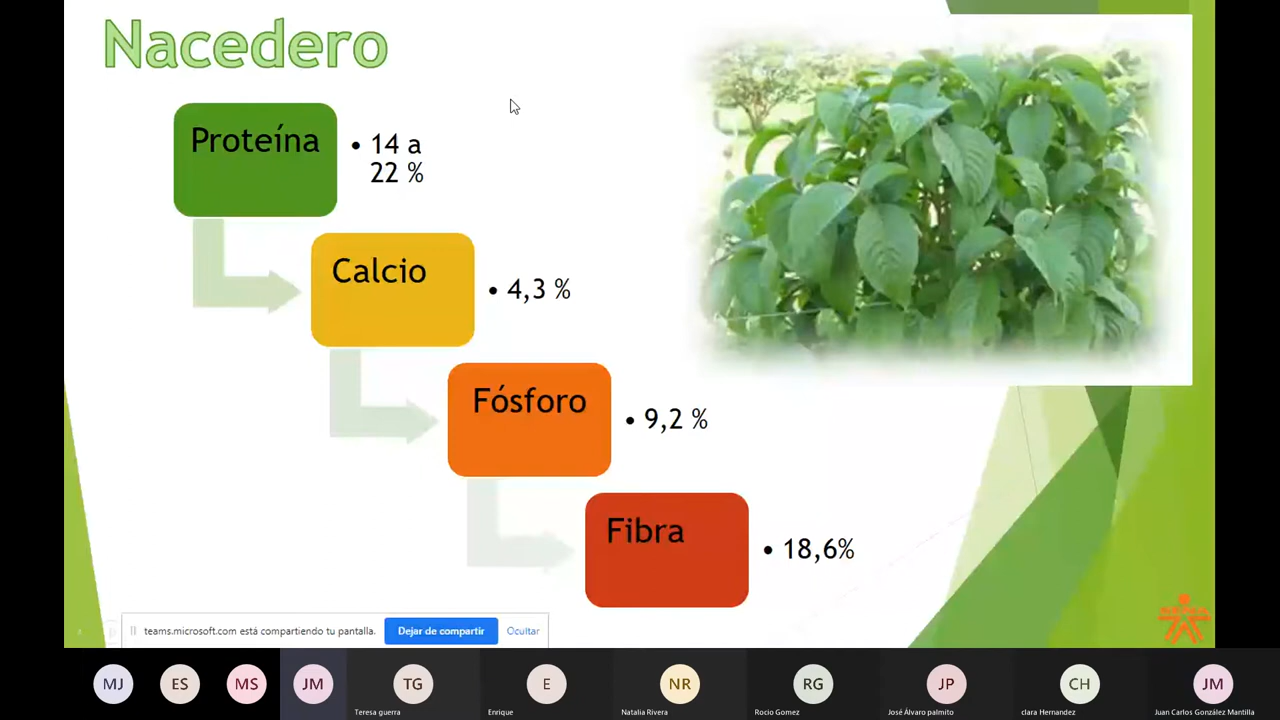 Nacedero
Proteína
• 14 a
22 %
Calcio
• 4,3 %
Fósforo
• 9,2 %
Fibra
• 18,6%
teams.microsoft.com está compartiendo tu pantalla.
Dejar de compartir
Ocultar
MJ
ES
MS
JM
TG
E
NR
RG
JP
CH
JM
Teresa guerra
Enrique
Natalia Rivera
Rocio Gomez
José Álvaro palmito
clara Hernandez
Juan Carlos González Mantilla